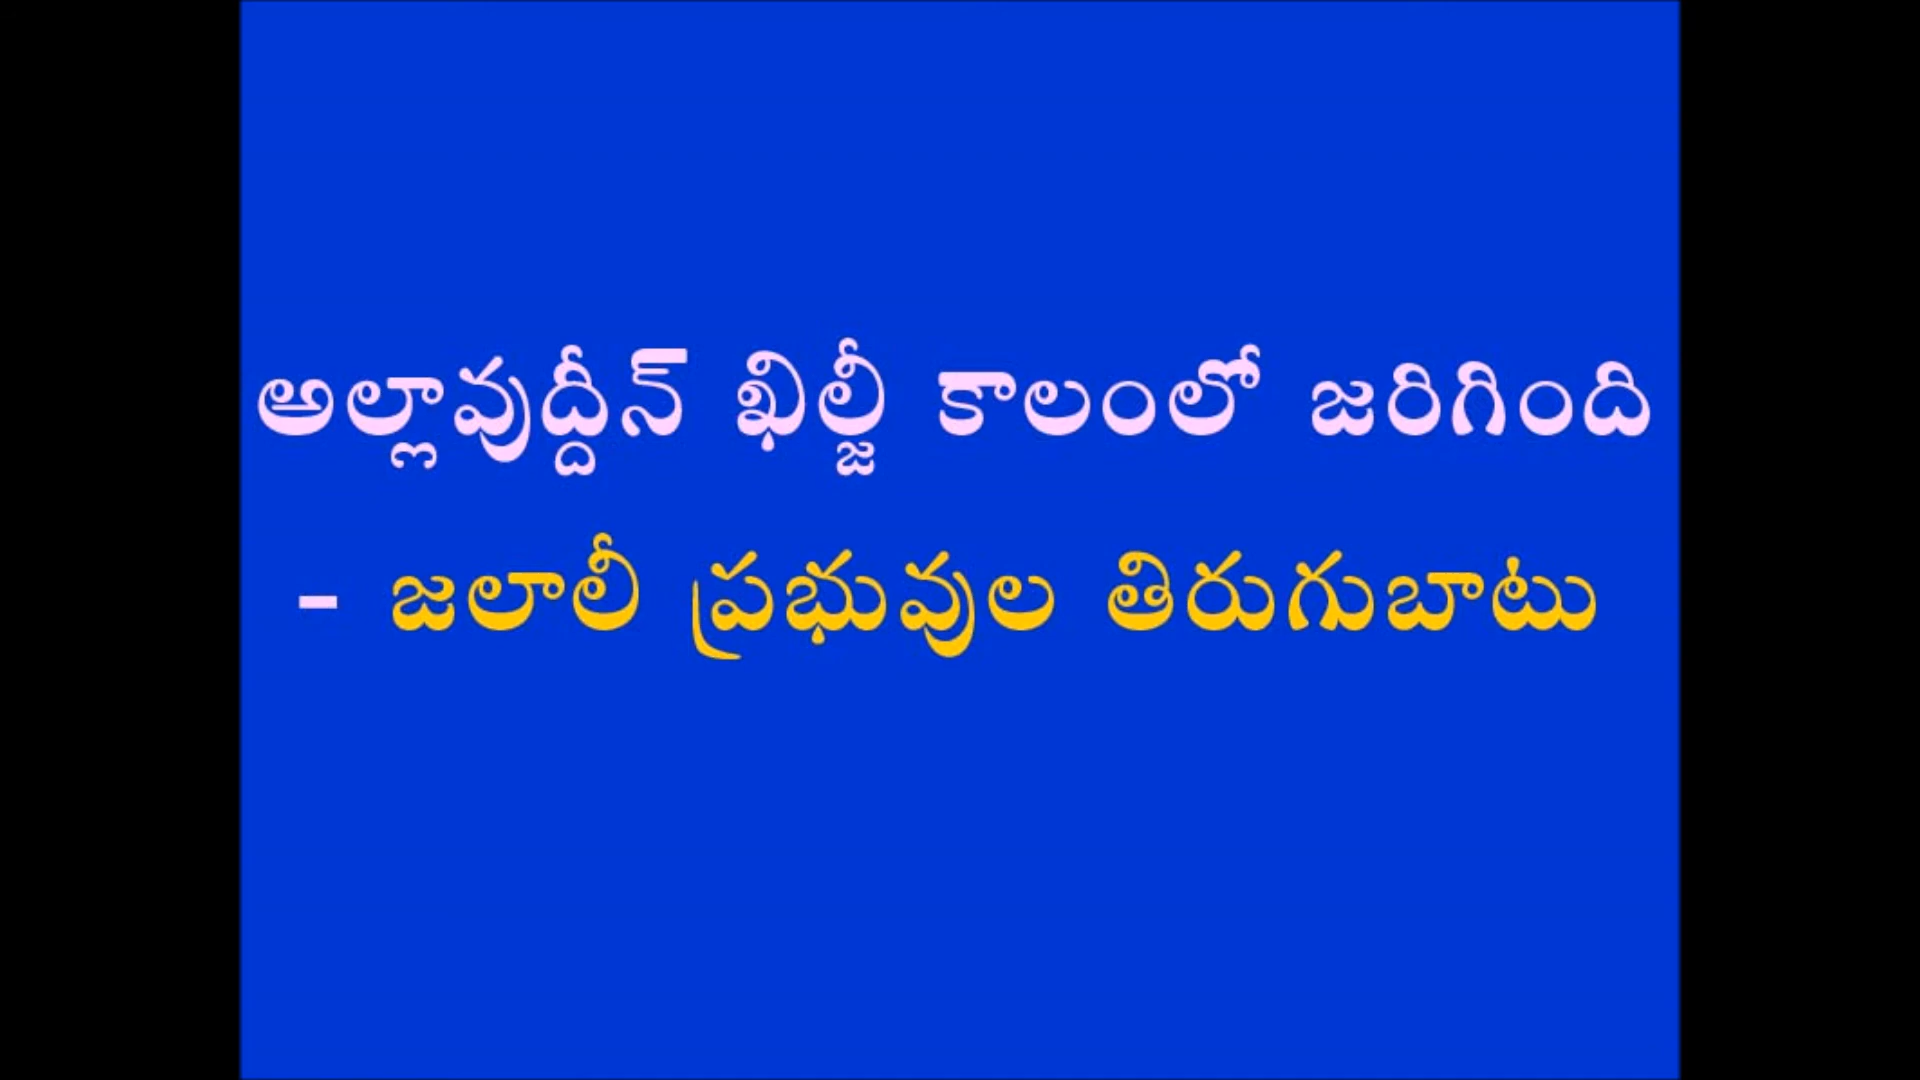 అల్లావుద్దీన్ ఖిల్జీ కాలంలో జరిగింది
- జలాలీ ప్రభువుల తిరుగుబాటు